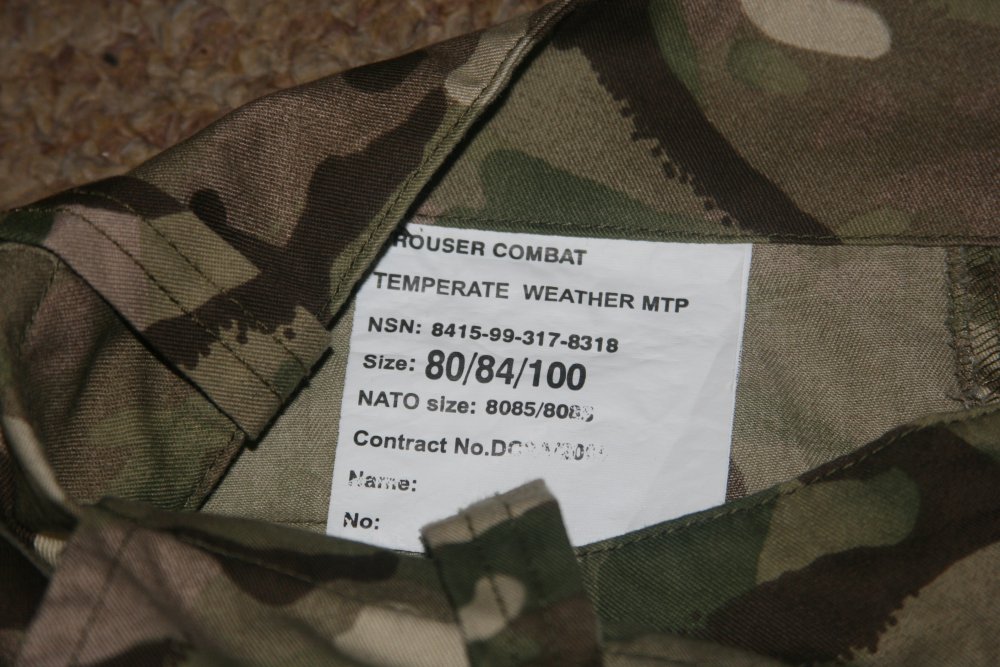 TROUSER COMBAT
TEMPERATE WEATHER MTP
NSN: 8415-99-317-8318
Size: 80/84/100
NATO size:
Contract No.
Name:
No: